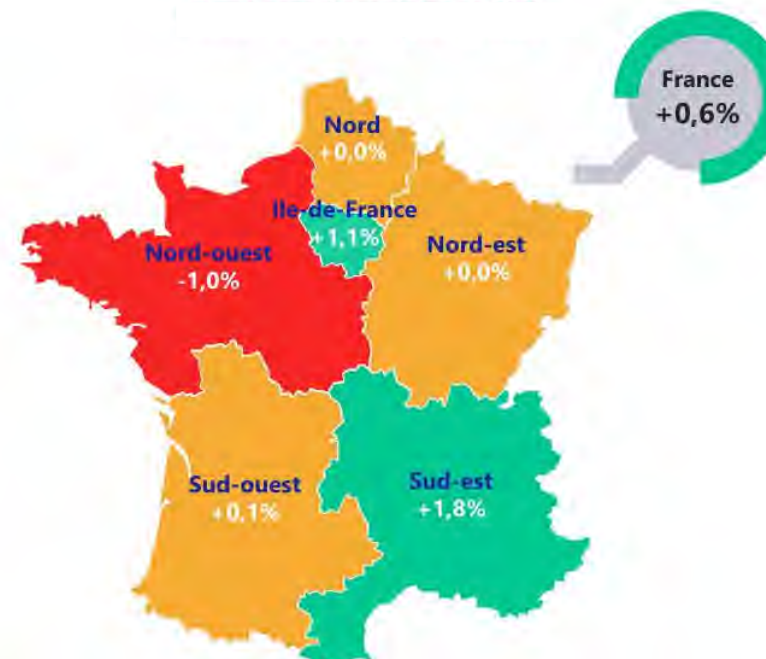 France
+0,6%
Nord
+0,0%
Ile-de-France
+1,1%
Nord-ouest
-1,0%
Nord-est
+0,0%
Sud-ouest
+0,1%
Sud-est
+1,8%